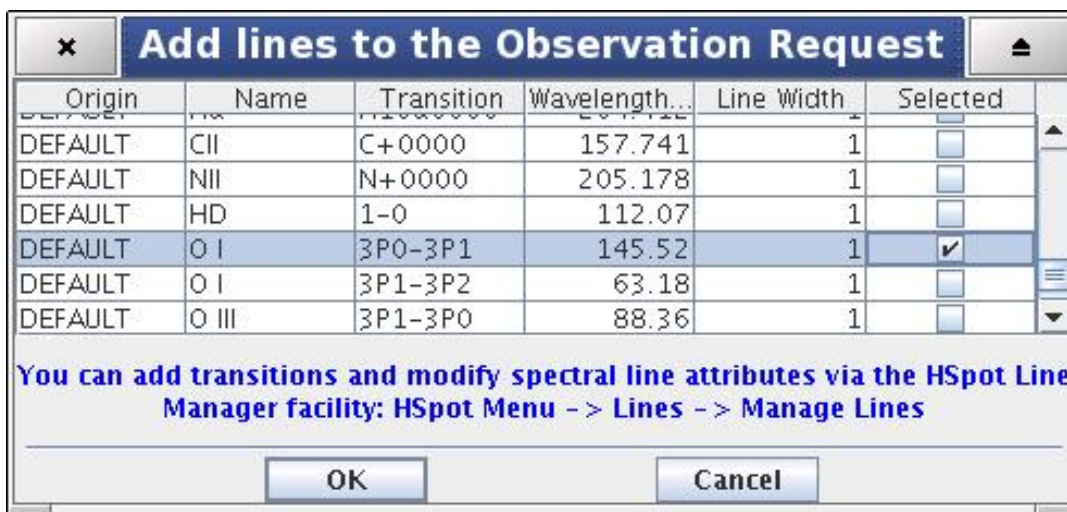 Add lines to the Observation Request
Origin Name Transition Wavelength... Line Width Selected
DEFAULT CII C+0000 157.741 1
DEFAULT NII N+0000 205.178 1
DEFAULT HD 1-0 112.07 1
DEFAULT O I 3P0-3P1 145.52 1
DEFAULT O I 3P1-3P2 63.18 1
DEFAULT O III 3P1-3P0 88.36 1
You can add transitions and modify spectral line attributes via the HSpot Line
Manager facility: HSpot Menu -> Lines -> Manage Lines
OK Cancel